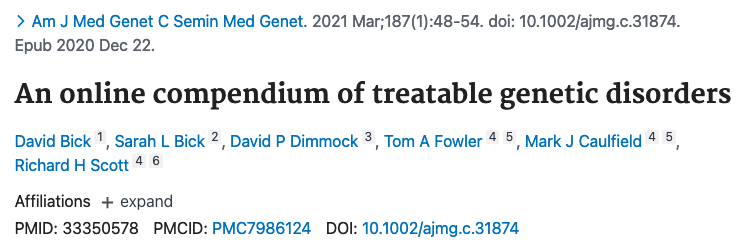 > Am J Med Genet C Semin Med Genet. 2021 Mar;187(1):48-54. doi: 10.1002/ajmg.c.31874.
Epub 2020 Dec 22.
An online compendium of treatable genetic disorders
David Bick 1, Sarah L Bick 2, David P Dimmock 3, Tom A Fowler 4 5, Mark J Caulfield 4 5,
Richard H Scott 4 6
Affiliations + expand
PMID: 33350578 PMCID: PMC7986124 DOI: 10.1002/ajmg.c.31874